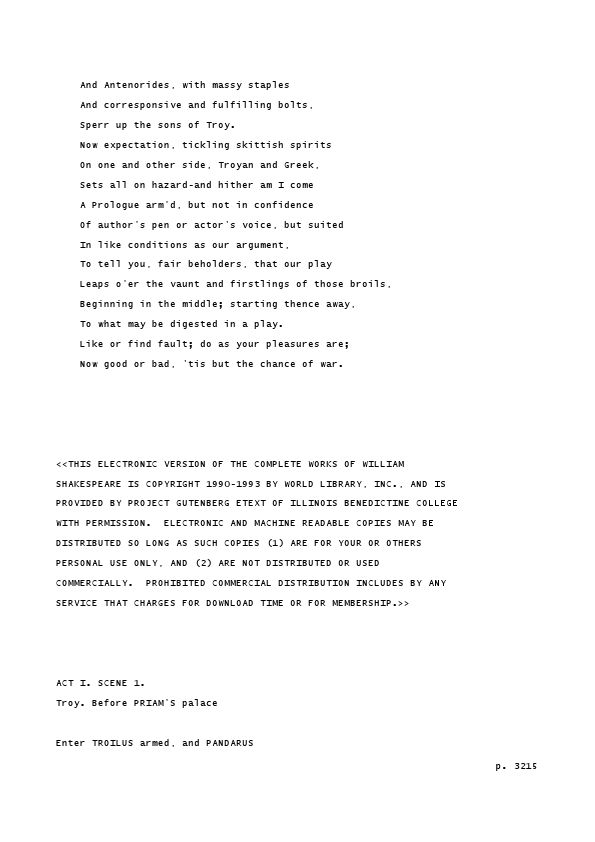 And Antenorides, with massy staples
And corresponsive and fulfilling bolts,
Sperr up the sons of Troy.
Now expectation, tickling skittish spirits
On one and other side, Troyan and Greek,
Sets all on hazard-and hither am I come
A Prologue arm'd, but not in confidence
Of author's pen or actor's voice, but suited
In like conditions as our argument,
To tell you, fair beholders, that our play
Leaps o'er the vaunt and firstlings of those broils,
Beginning in the middle; starting thence away,
To what may be digested in a play.
Like or find fault; do as your pleasures are;
Now good or bad, 'tis but the chance of war.
<<THIS ELECTRONIC VERSION OF THE COMPLETE WORKS OF WILLIAM
SHAKESPEARE IS COPYRIGHT 1990-1993 BY WORLD LIBRARY, INC., AND IS
PROVIDED BY PROJECT GUTENBERG ETEXT OF ILLINOIS BENEDICTINE COLLEGE
WITH PERMISSION.  ELECTRONIC AND MACHINE READABLE COPIES MAY BE
DISTRIBUTED SO LONG AS SUCH COPIES (1) ARE FOR YOUR OR OTHERS
PERSONAL USE ONLY, AND (2) ARE NOT DISTRIBUTED OR USED
COMMERCIALLY.  PROHIBITED COMMERCIAL DISTRIBUTION INCLUDES BY ANY
SERVICE THAT CHARGES FOR DOWNLOAD TIME OR FOR MEMBERSHIP.>>
ACT I. SCENE 1.
Troy. Before PRIAM'S palace
Enter TROILUS armed, and PANDARUS
p. 3215